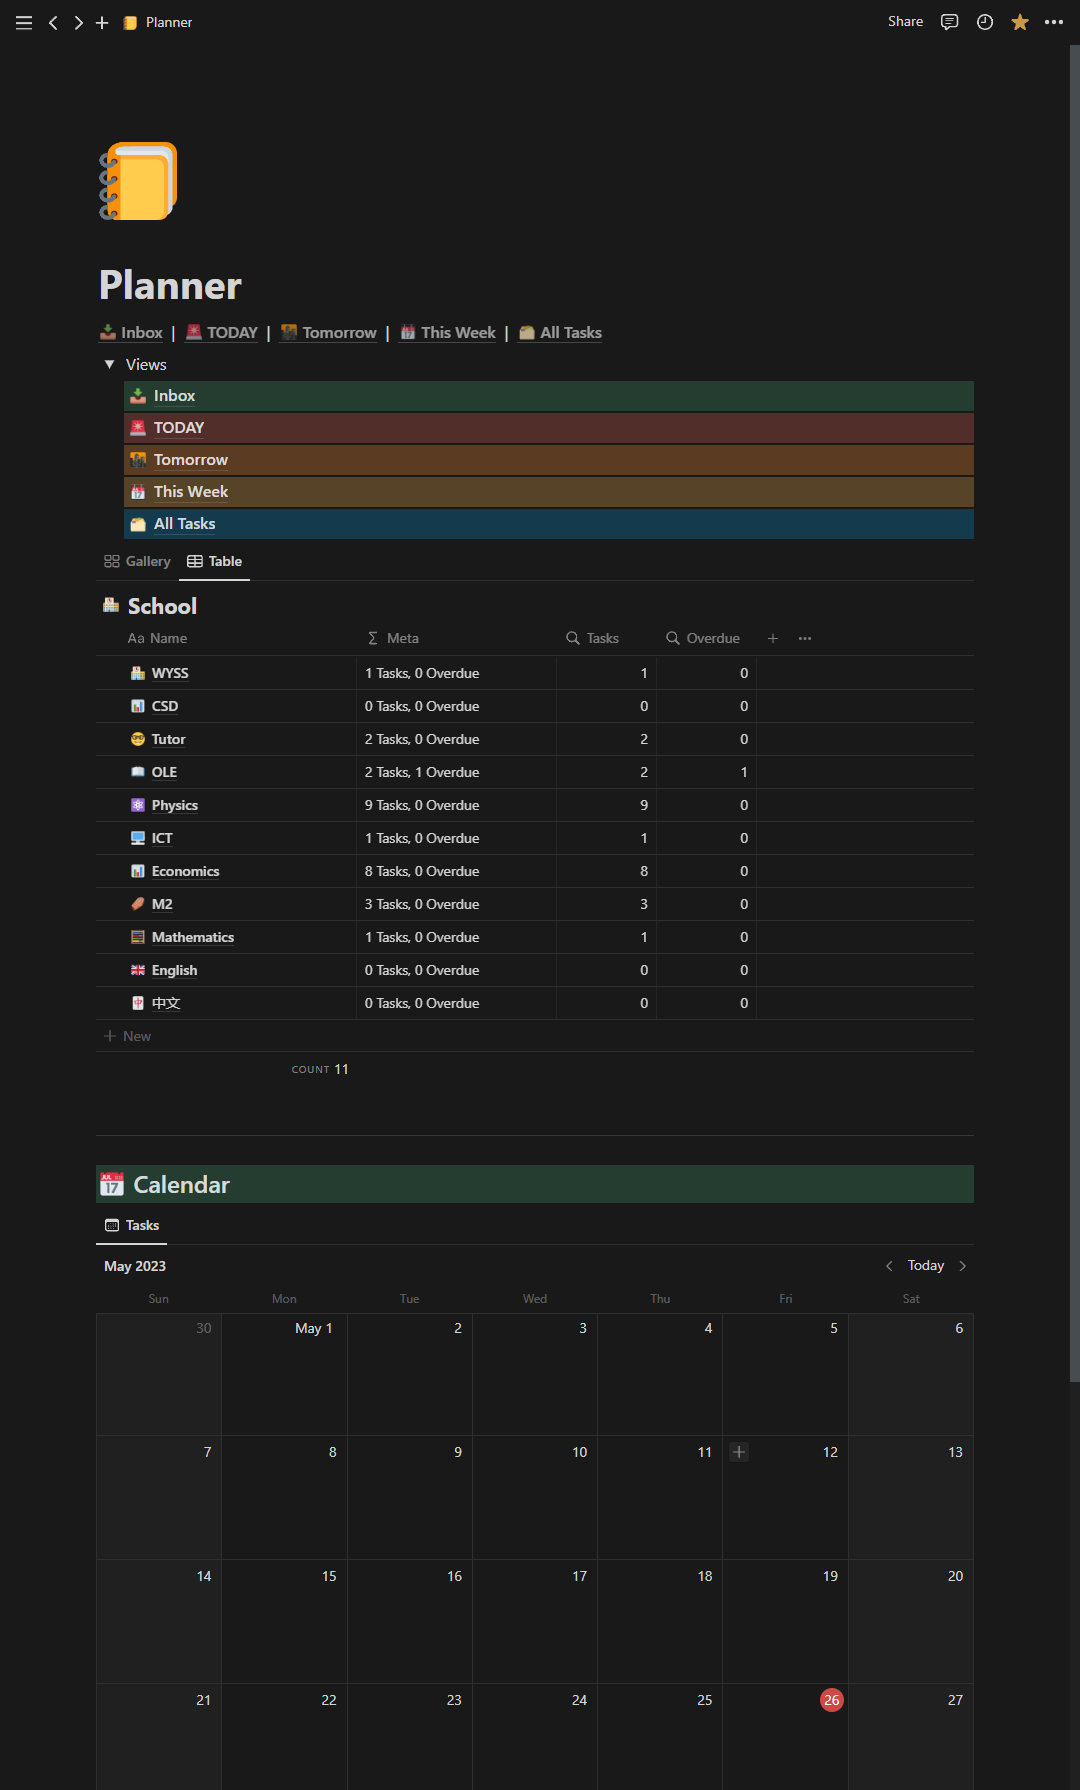 Planner
Share
Planner
Inbox | TODAY | Tomorrow | This Week | All Tasks
Views
Inbox
TODAY
Tomorrow
This Week
All Tasks
Gallery Table
School
Aa Name Meta Tasks Overdue
WYSS 1 Tasks, 0 Overdue 1 0
CSD 0 Tasks, 0 Overdue 0 0
Tutor 2 Tasks, 0 Overdue 2 0
OLE 2 Tasks, 1 Overdue 2 1
Physics 9 Tasks, 0 Overdue 9 0
ICT 1 Tasks, 0 Overdue 1 0
Economics 8 Tasks, 0 Overdue 8 0
M2 3 Tasks, 0 Overdue 3 0
Mathematics 1 Tasks, 0 Overdue 1 0
English 0 Tasks, 0 Overdue 0 0
中文 0 Tasks, 0 Overdue 0 0
New
COUNT 11
Calendar
Tasks
May 2023 Today
Sun Mon Tue Wed Thu Fri Sat
30 May 1 2 3 4 5 6
7 8 9 10 11 12 13
14 15 16 17 18 19 20
21 22 23 24 25 26 27